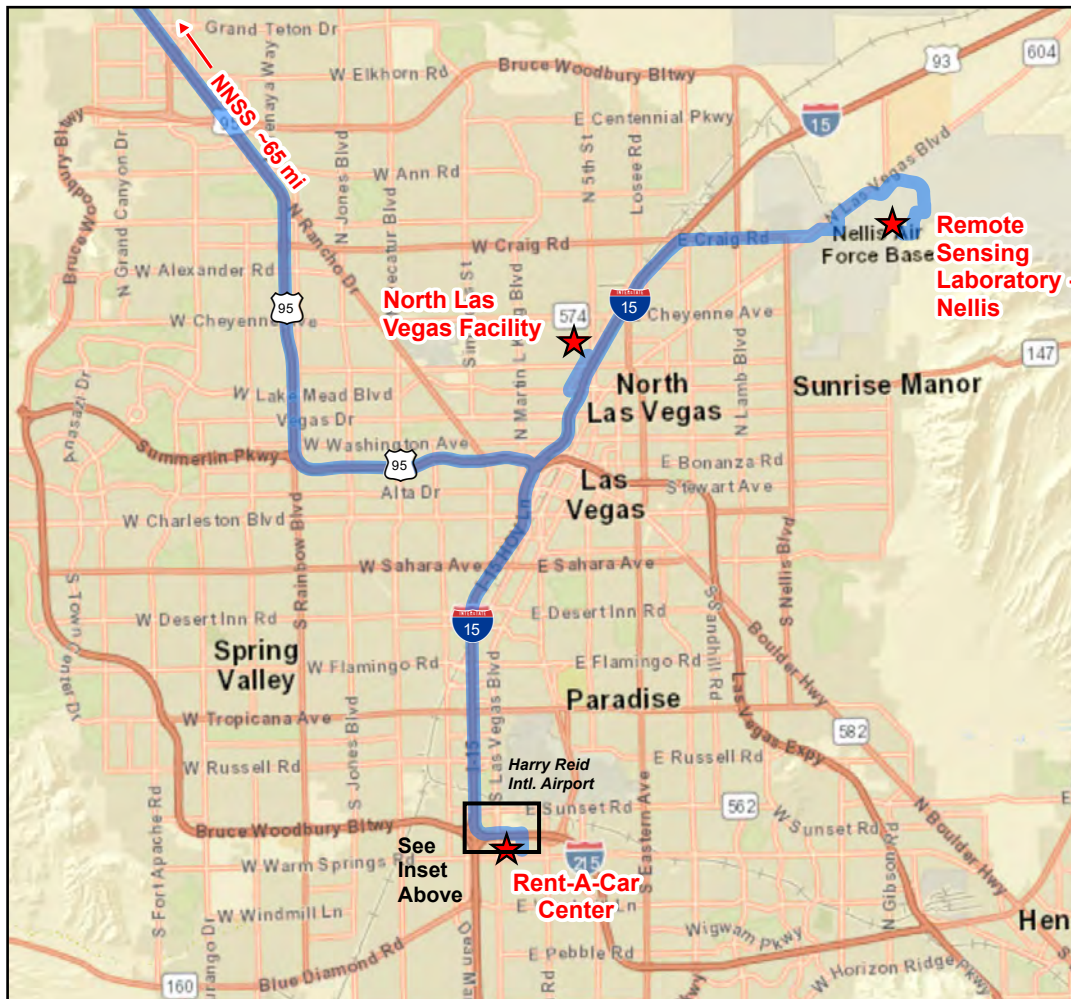 Grand Teton Dr
W Elkhorn Rd
Bruce Woodbury Bltwy
93
604
NNSS ~65 mi
95
E Centennial Pkwy
15
N Jones Blvd
W Ann Rd
N 5th St
Losee Rd
N Las Vegas Blvd
N Grand Canyon Dr
N Rancho Dr
W Craig Rd
E Craig Rd
Nellis Air
Force Base
Remote
Sensing
Laboratory -
Nellis
W Alexander Rd
95
W Cheyenne Ave
North Las
Vegas Facility
574
15
Cheyenne Ave
N Martin L King Blvd
N Lamb Blvd
147
W Lake Mead Blvd
Vegas Dr
North
Las Vegas
Sunrise Manor
Anasazi Dr
Summerlin Pkwy
W Washington Ave
95
Alta Dr
E Bonanza Rd
Stewart Ave
Las
Vegas
W Charleston Blvd
S Rainbow Blvd
I-15 HOV Ln
W Sahara Ave
E Sahara Ave
S Nellis Blvd
S Town Center Dr
W Desert Inn Rd
15
E Desert Inn Rd
S Sandhill Rd
Boulder Hwy
Spring
Valley
W Flamingo Rd
E Flamingo Rd
S Las Vegas Blvd
Paradise
Las Vegas Expy
W Tropicana Ave
582
W Russell Rd
S Jones Blvd
I-15
Harry Reid
Intl. Airport
E Russell Rd
E Sunset Rd
562
W Sunset Rd
N Boulder Hwy
Bruce Woodbury Bltwy
S Fort Apache Rd
W Warm Springs Rd
See
Inset
Above
215
S Eastern Ave
Rent-A-Car
Center
N Gibson Rd
W Windmill Ln
Hen
Blue Diamond Rd
E Pebble Rd
Wigwam Pkwy
W Horizon Ridge Pkwy
160